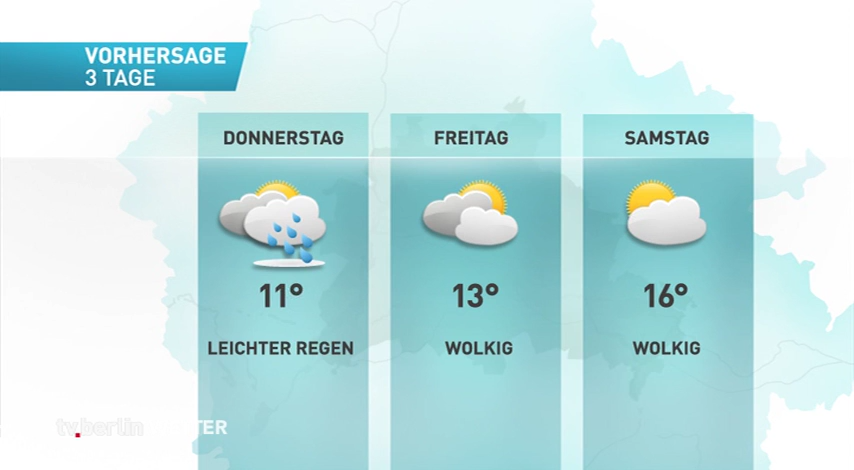 VORHERSAGE
3 TAGE
DONNERSTAG
FREITAG
SAMSTAG
11°
13°
16°
LEICHTER REGEN
WOLKIG
WOLKIG
tv.berlin